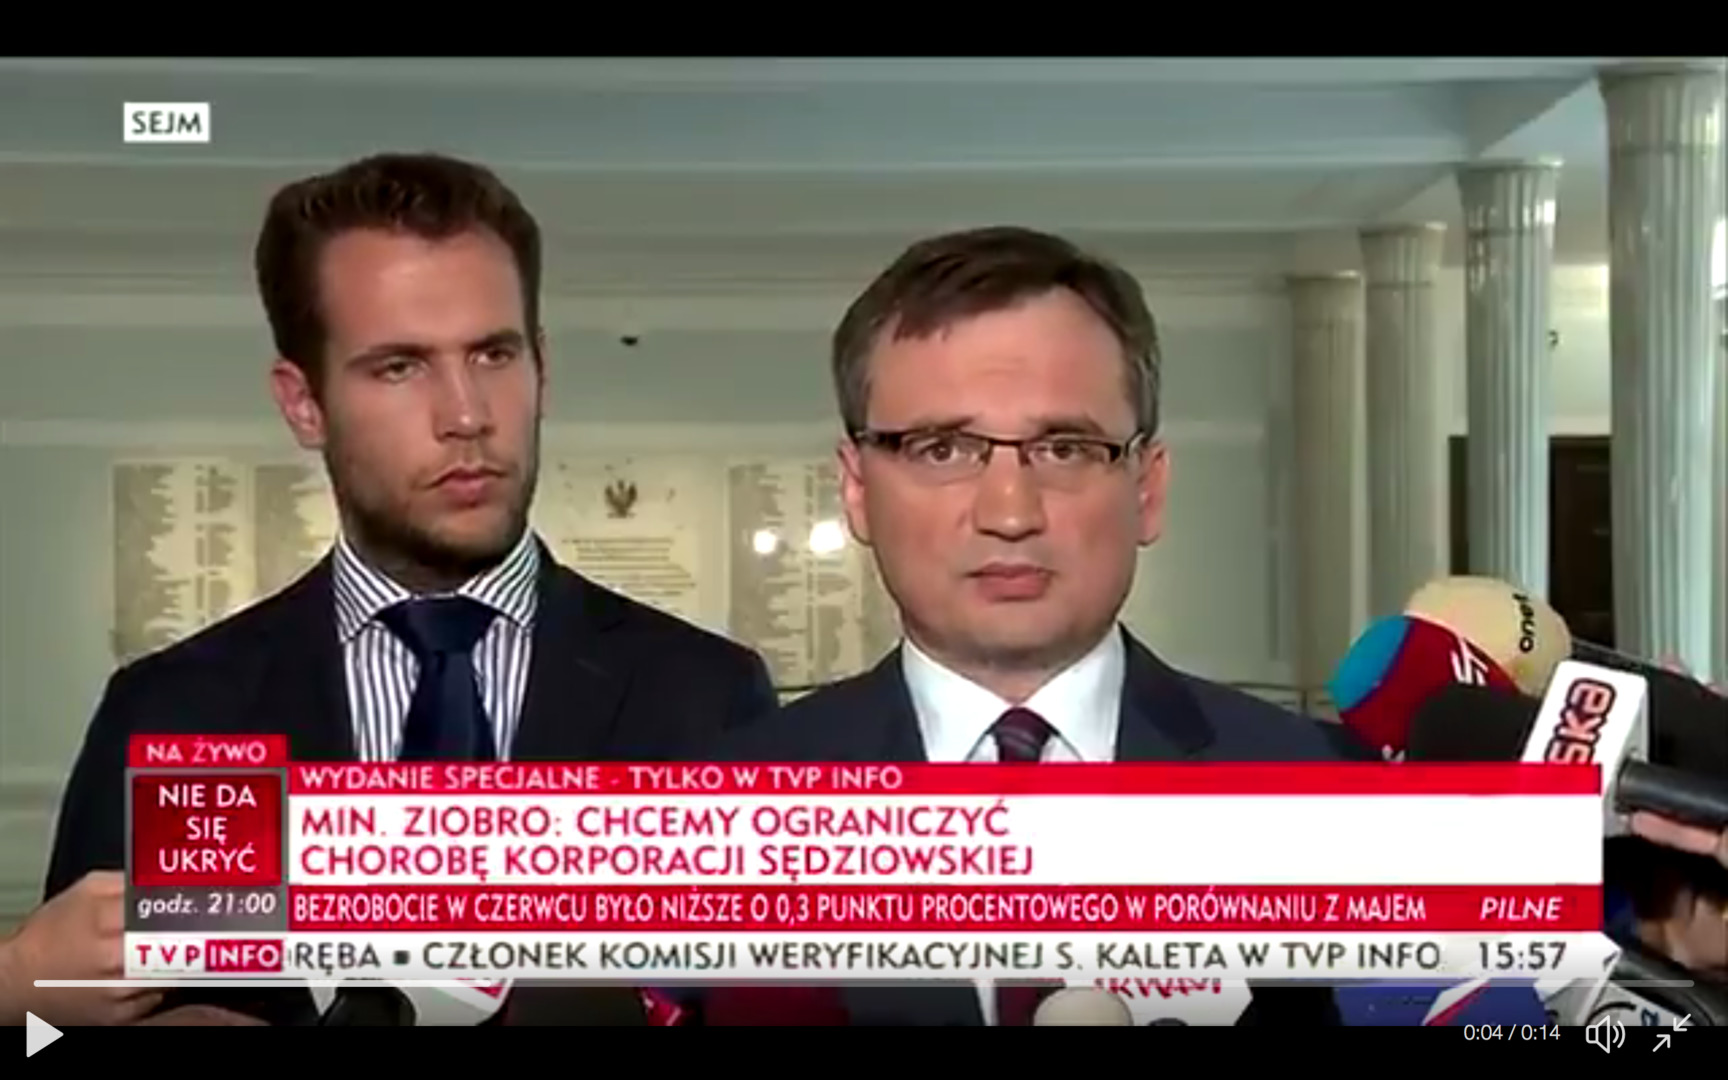 SEJM
onet
ska
NA ŻYWO
NIE DA
SIĘ
UKRYĆ
godz. 21:00
WYDANIE SPECJALNE - TYLKO W TVP INFO
MIN. ZIOBRO: CHCEMY OGRANICZYĆ
CHOROBĘ KORPORACJI SĘDZIOWSKIEJ
BEZROBOCIE W CZERWCU BYŁO NIŻSZE O 0,3 PUNKTU PROCENTOWEGO W PORÓWNANIU Z MAJEM
PILNE
TVP INFO
RĘBA ■ CZŁONEK KOMISJI WERYFIKACYJNEJ S. KALETA W TVP INFO
15:57
0:04 / 0:14